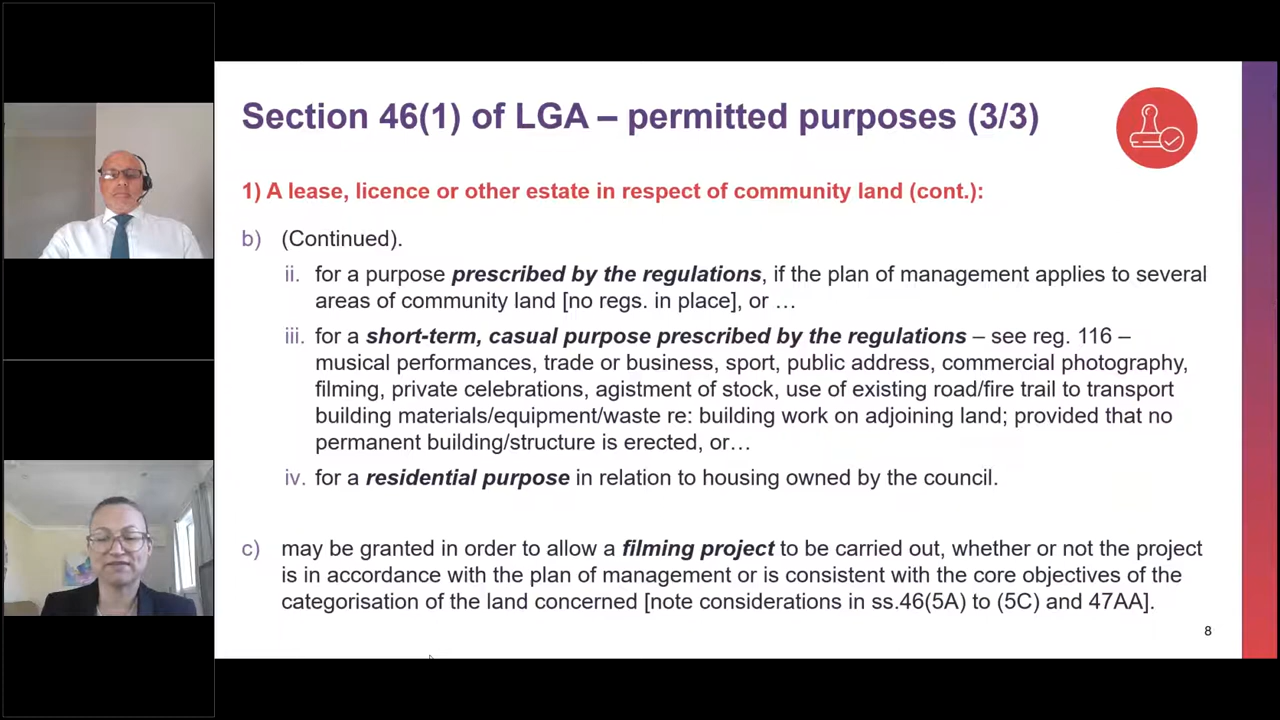 Section 46(1) of LGA – permitted purposes (3/3)
1) A lease, licence or other estate in respect of community land (cont.):
b) (Continued).
ii. for a purpose prescribed by the regulations, if the plan of management applies to several
areas of community land [no regs. in place], or …
iii. for a short-term, casual purpose prescribed by the regulations – see reg. 116 –
musical performances, trade or business, sport, public address, commercial photography,
filming, private celebrations, agistment of stock, use of existing road/fire trail to transport
building materials/equipment/waste re: building work on adjoining land; provided that no
permanent building/structure is erected, or…
iv. for a residential purpose in relation to housing owned by the council.
c) may be granted in order to allow a filming project to be carried out, whether or not the project
is in accordance with the plan of management or is consistent with the core objectives of the
categorisation of the land concerned [note considerations in ss.46(5A) to (5C) and 47AA].
8